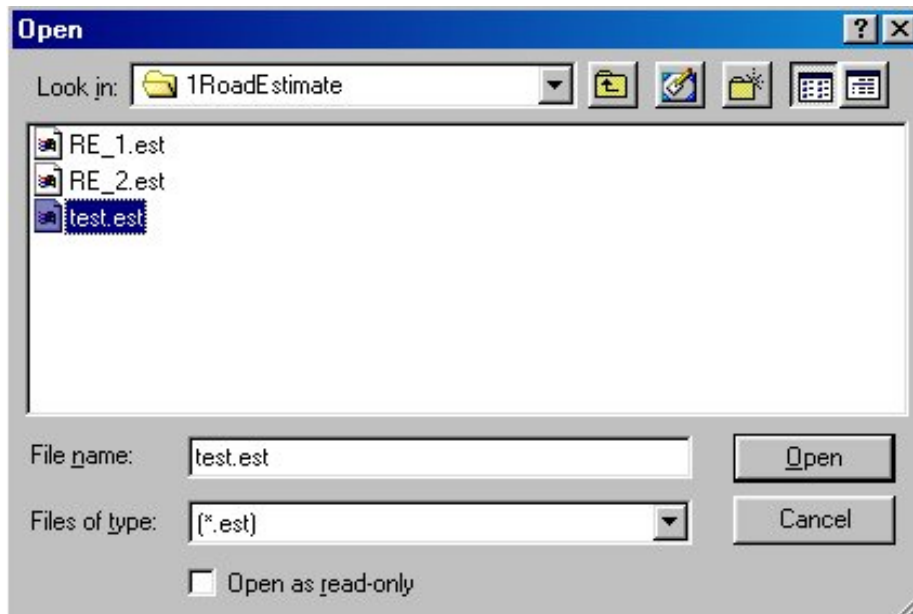 Open
Look in: 1RoadEstimate
RE_1.est
RE_2.est
test.est
File name: test.est Open
Files of type: (*.est) Cancel
Open as read-only